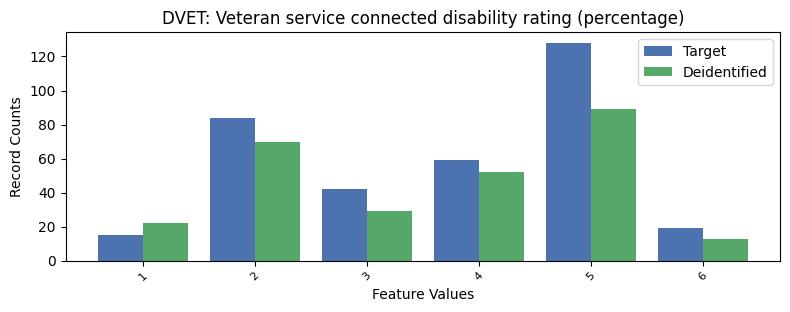 DVET: Veteran service connected disability rating (percentage)
Target
Deidentified
Record Counts
120
100
80
60
40
20
0
1 2 3 4 5 6
Feature Values